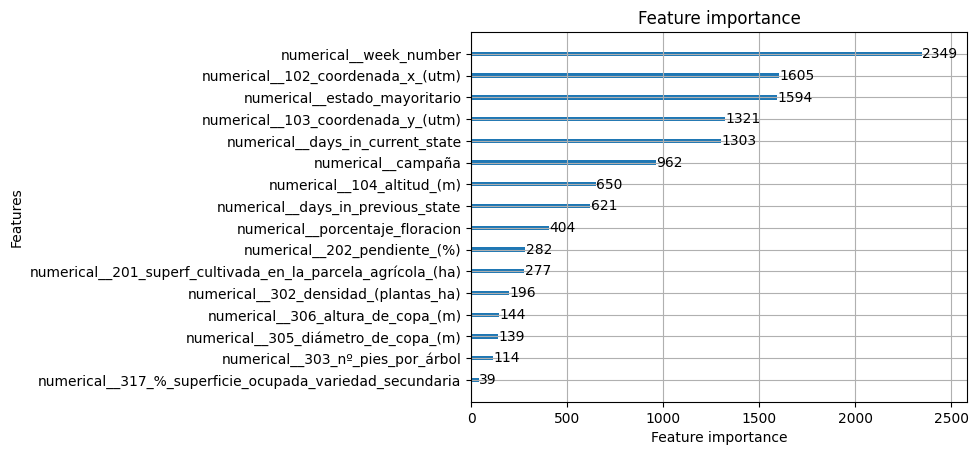 Feature importance
numerical__week_number 2349
numerical__102_coordenada_x_(utm) 1605
numerical__estado_mayoritario 1594
numerical__103_coordenada_y_(utm) 1321
numerical__days_in_current_state 1303
numerical__campaña 962
numerical__104_altitud_(m) 650
numerical__days_in_previous_state 621
numerical__porcentaje_floracion 404
numerical__202_pendiente_(%) 282
numerical__201_superf_cultivada_en_la_parcela_agrícola_(ha) 277
numerical__302_densidad_(plantas_ha) 196
numerical__306_altura_de_copa_(m) 144
numerical__305_diámetro_de_copa_(m) 139
numerical__303_nº_pies_por_árbol 114
numerical__317_%_superficie_ocupada_variedad_secundaria 39
Features
0 500 1000 1500 2000 2500
Feature importance